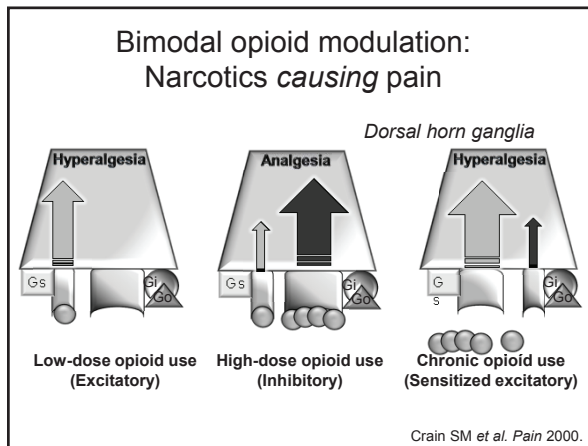 Bimodal opioid modulation:
Narcotics causing pain
Dorsal horn ganglia
Hyperalgesia
Gs
Gi
Go
Low-dose opioid use
(Excitatory)
Analgesia
Gs
Gi
Go
High-dose opioid use
(Inhibitory)
Hyperalgesia
G
s
Gi
Go
Chronic opioid use
(Sensitized excitatory)
Crain SM et al. Pain 2000.